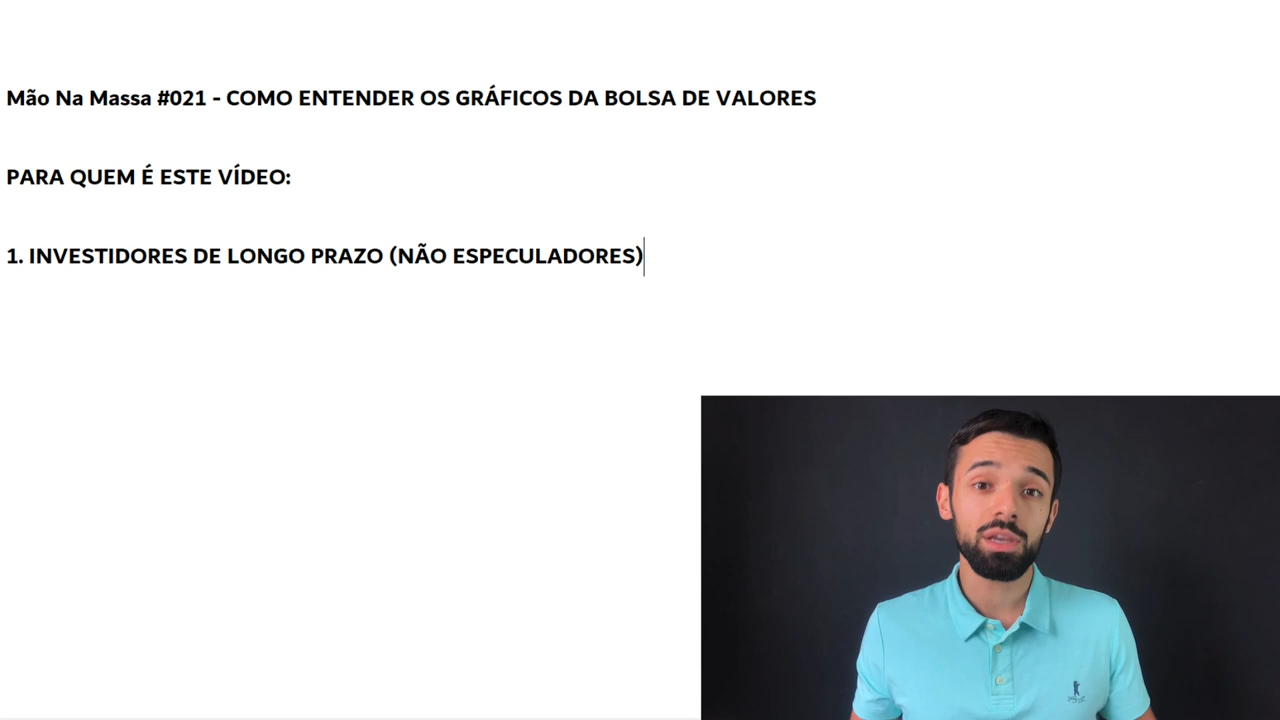 Mão Na Massa #021 - COMO ENTENDER OS GRÁFICOS DA BOLSA DE VALORES
PARA QUEM É ESTE VÍDEO:
1. INVESTIDORES DE LONGO PRAZO (NÃO ESPECULADORES)